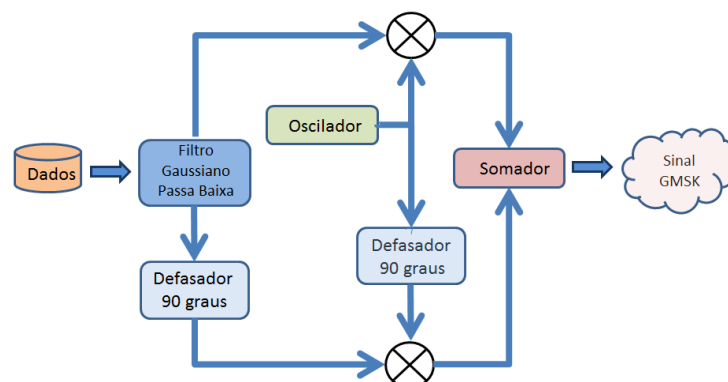 Dados
Filtro
Gaussiano
Passa Baixa
Oscilador
Defasador
90 graus
Defasador
90 graus
Somador
Sinal
GMSK